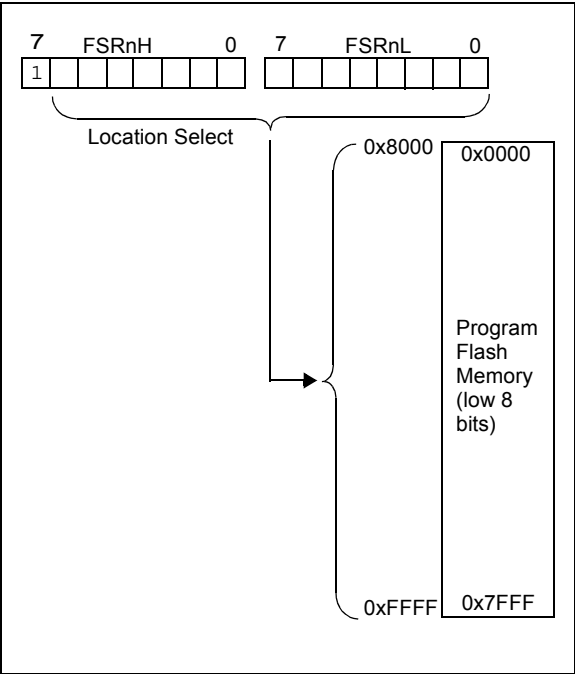 7 FSRnH 0 7 FSRnL 0
1
Location Select
0x8000 0x0000
Program
Flash
Memory
(low 8
bits)
0xFFFF 0x7FFF